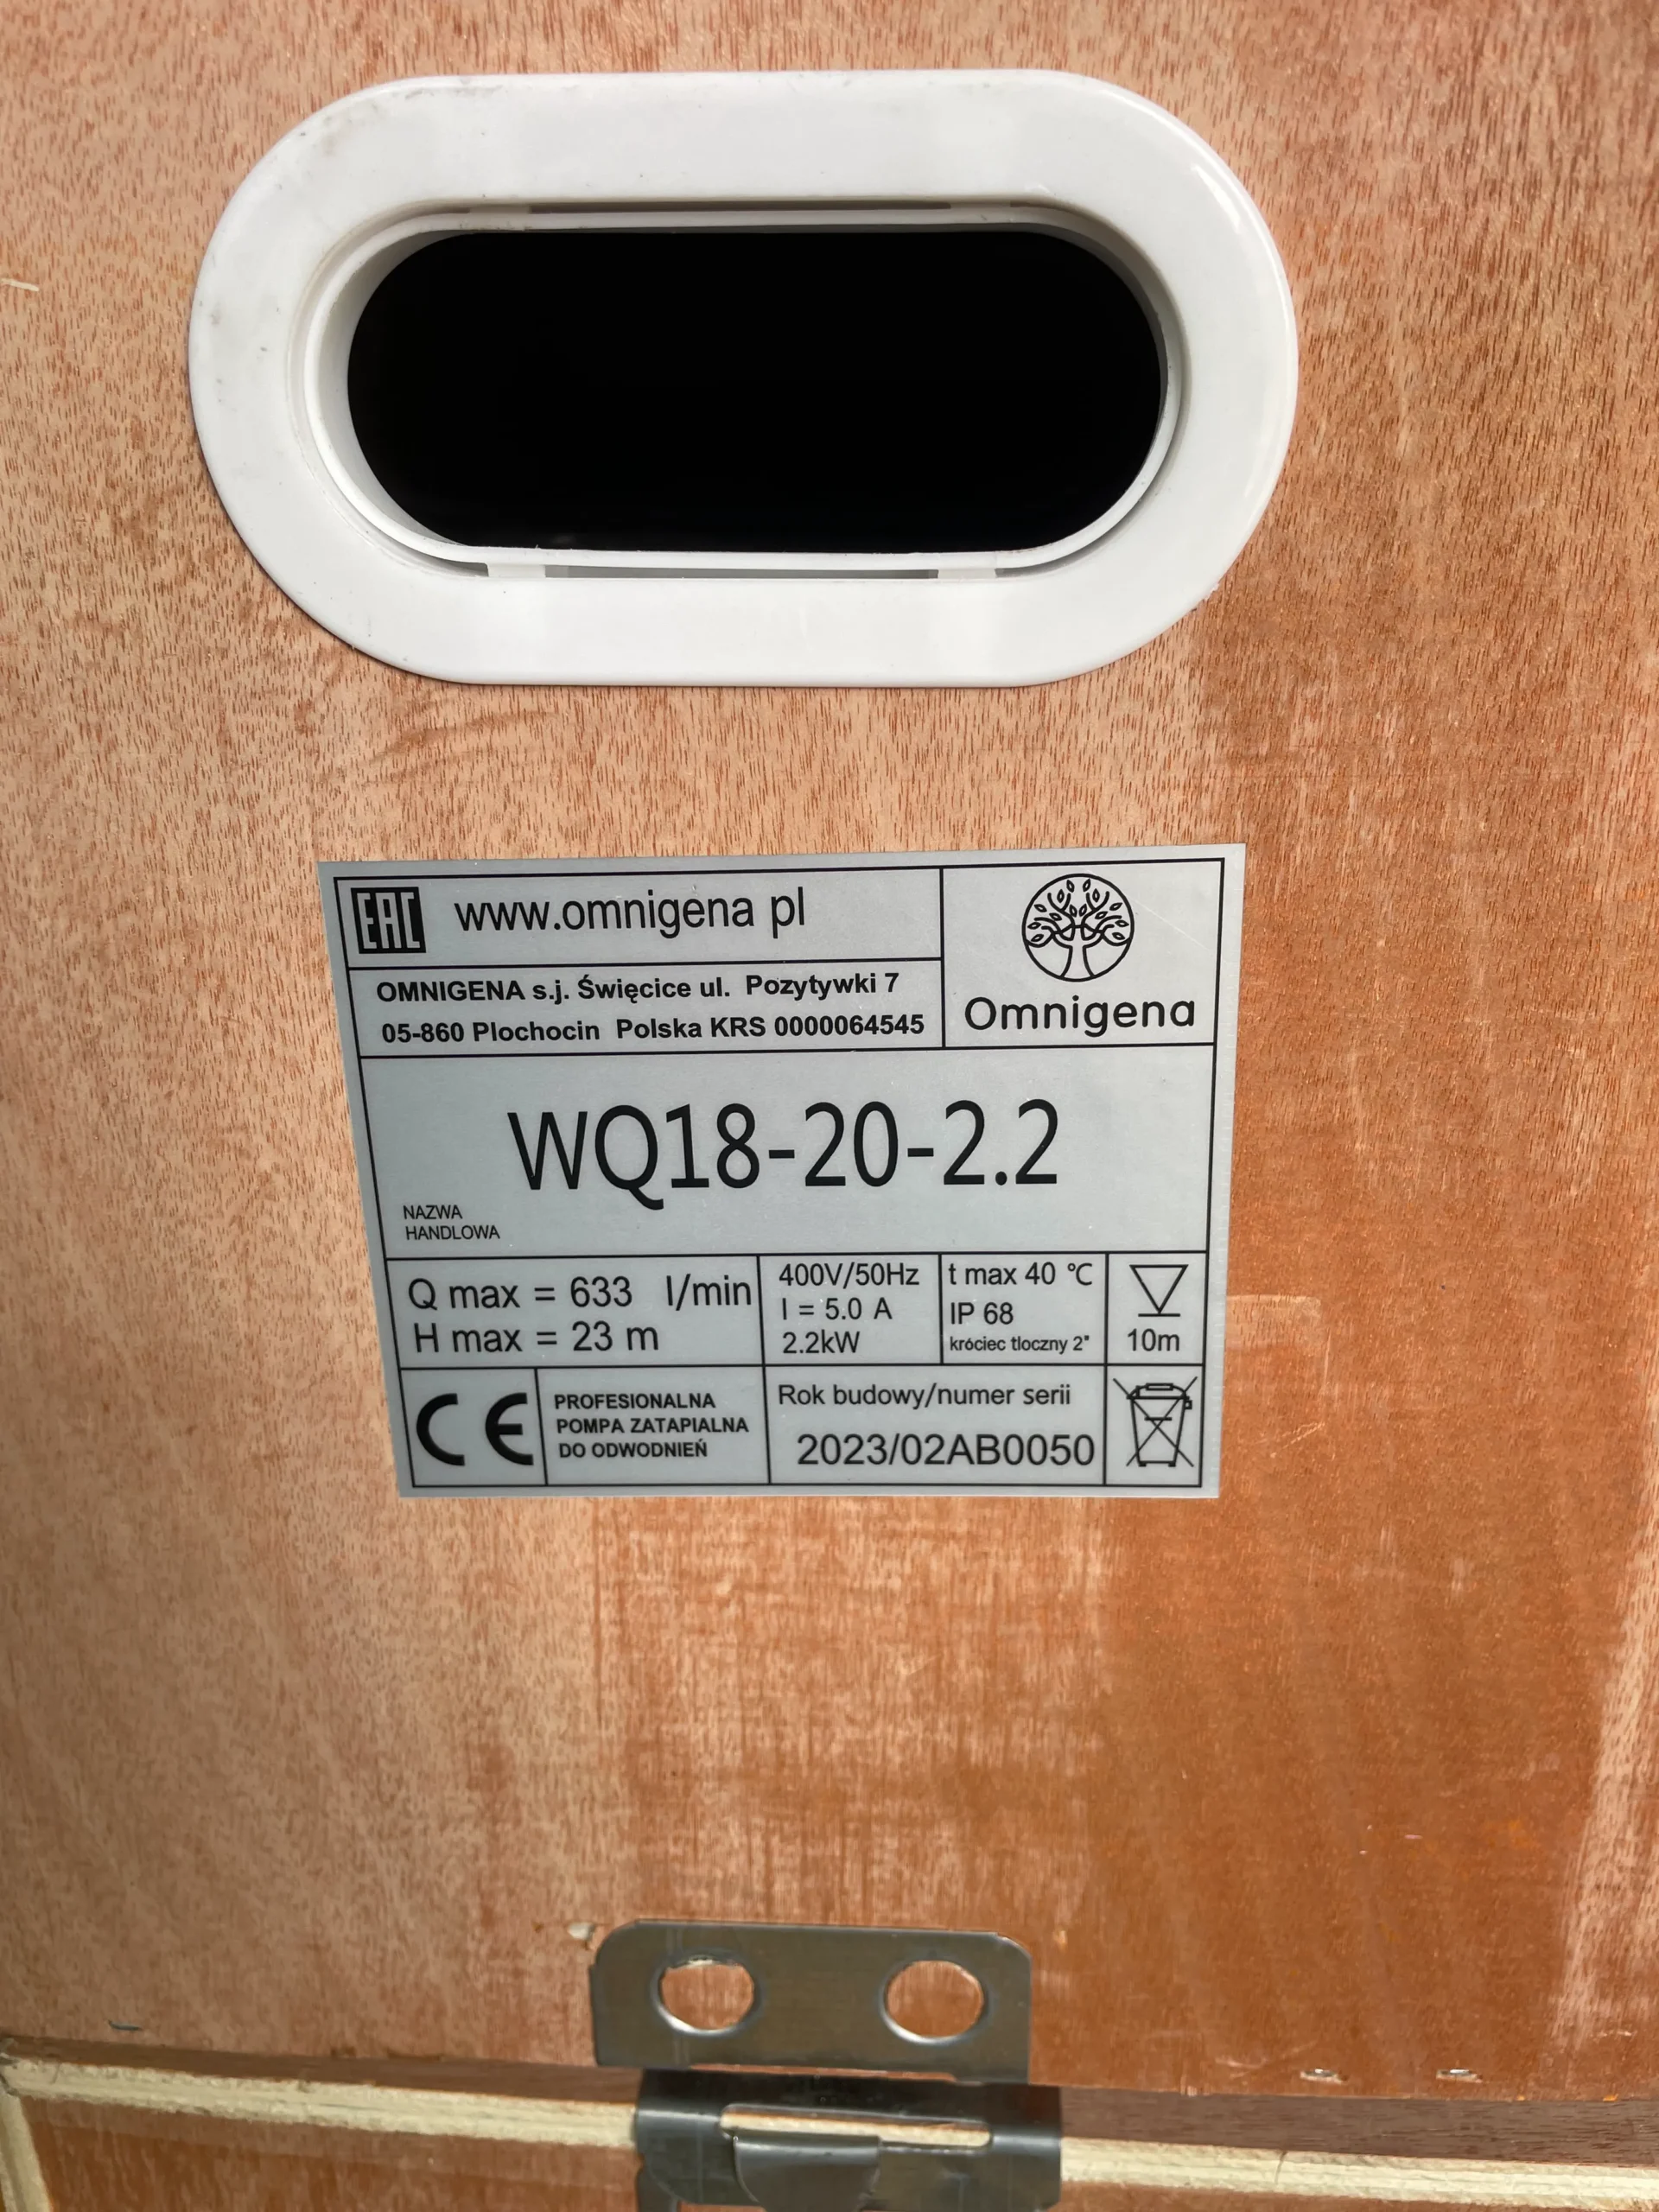 EAC www.omnigena pl
OMNIGENA s.j. Święcice ul. Pozytywki 7
05-860 Plochocin Polska KRS 0000064545
Omnigena
WQ18-20-2.2
NAZWA
HANDLOWA
Q max = 633 l/min
H max = 23 m
400V/50Hz
I = 5.0 A
2.2kW
t max 40 °C
IP 68
króciec tloczny 2"
10m
CE
PROFESIONALNA
POMPA ZATAPIALNA
DO ODWODNIEŃ
Rok budowy/numer serii
2023/02AB0050